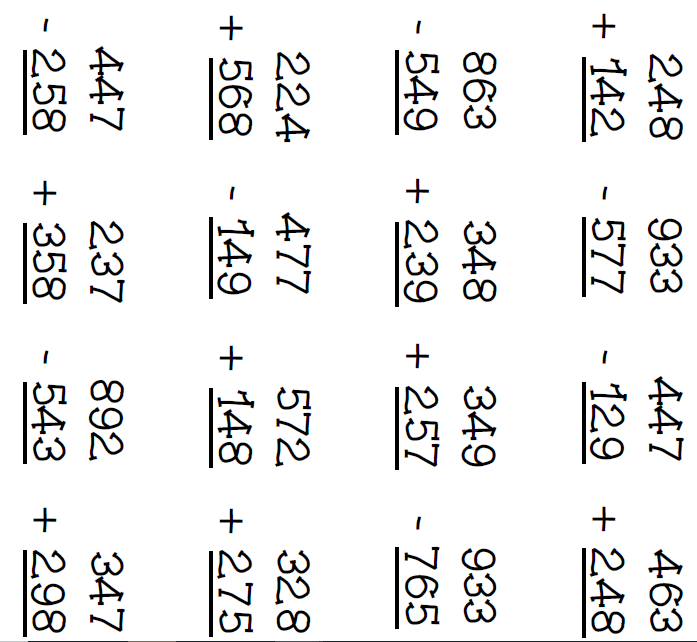 248 933 447 463
+ 142 - 577 - 129 + 248
863 348 349 933
- 549 + 239 + 257 - 765
224 477 572 328
+ 568 - 149 + 148 + 275
447 237 892 347
- 258 + 358 - 543 + 298